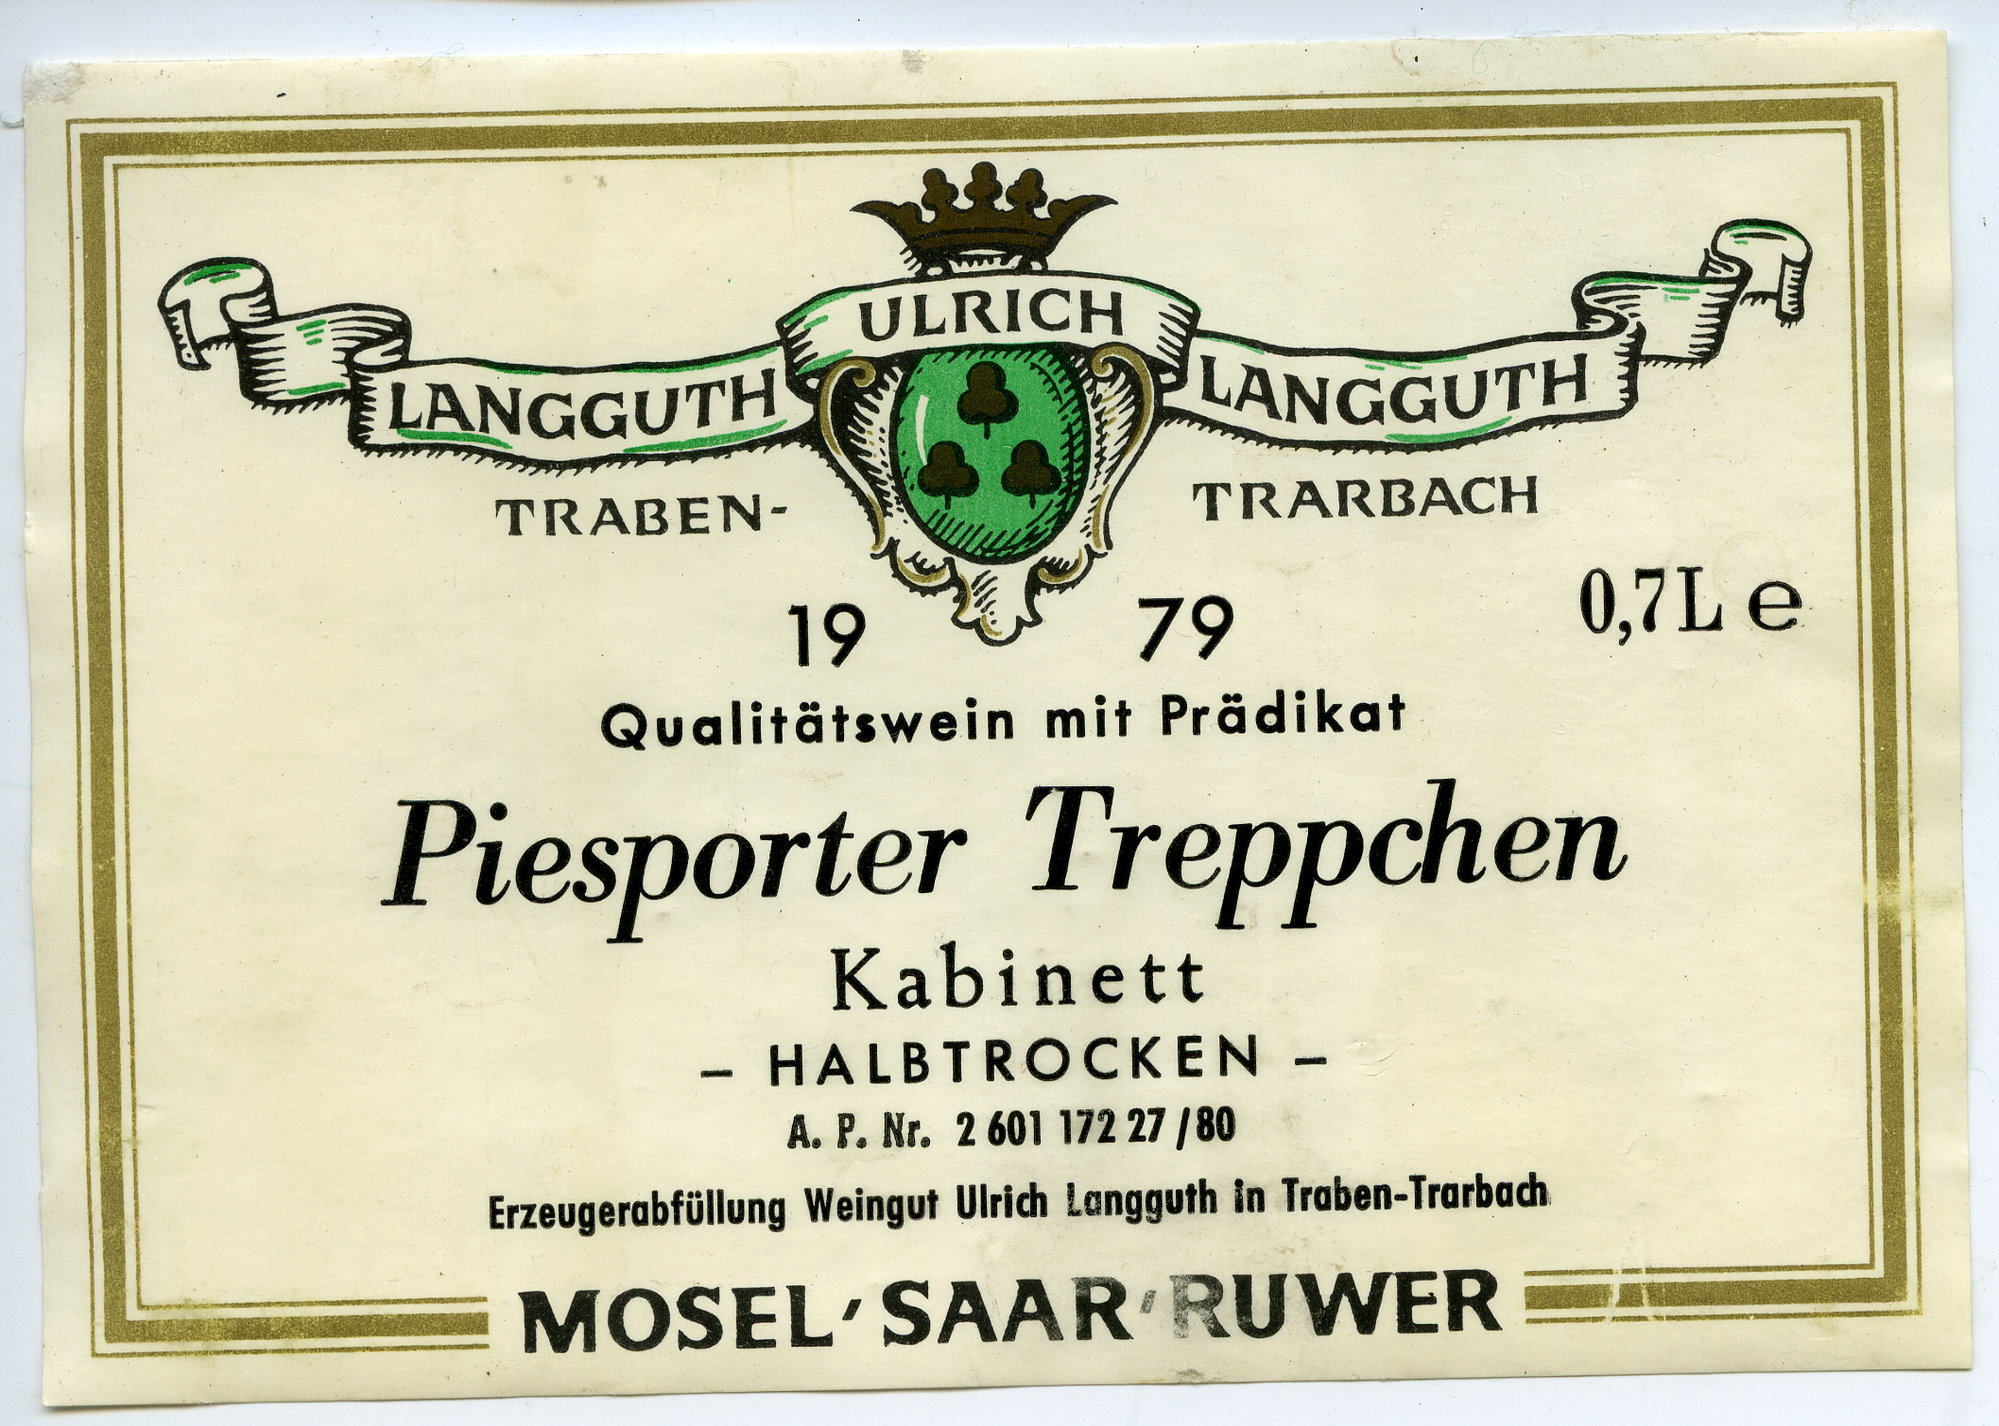 ULRICH
LANGGUTH LANGGUTH
TRABEN- TRARBACH
0,7L e
19 79
Qualitätswein mit Prädikat
Piesporter Treppchen
Kabinett
– HALBTROCKEN –
A. P. Nr. 2 601 172 27 / 80
Erzeugerabfüllung Weingut Ulrich Langguth in Traben-Trarbach
MOSEL ′ SAAR ′ RUWER